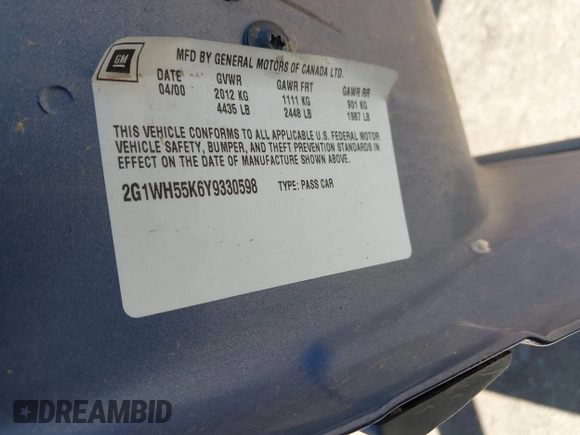 GM
MFD BY GENERAL MOTORS OF CANADA LTD.
DATE GVWR GAWR FRT GAWR RR
04/00 2012 KG 1111 KG 901 KG
4435 LB 2448 LB 1987 LB
THIS VEHICLE CONFORMS TO ALL APPLICABLE U.S. FEDERAL MOTOR
VEHICLE SAFETY, BUMPER, AND THEFT PREVENTION STANDARDS IN
EFFECT ON THE DATE OF MANUFACTURE SHOWN ABOVE.
2G1WH55K6Y9330598 TYPE: PASS CAR
DREAMBID